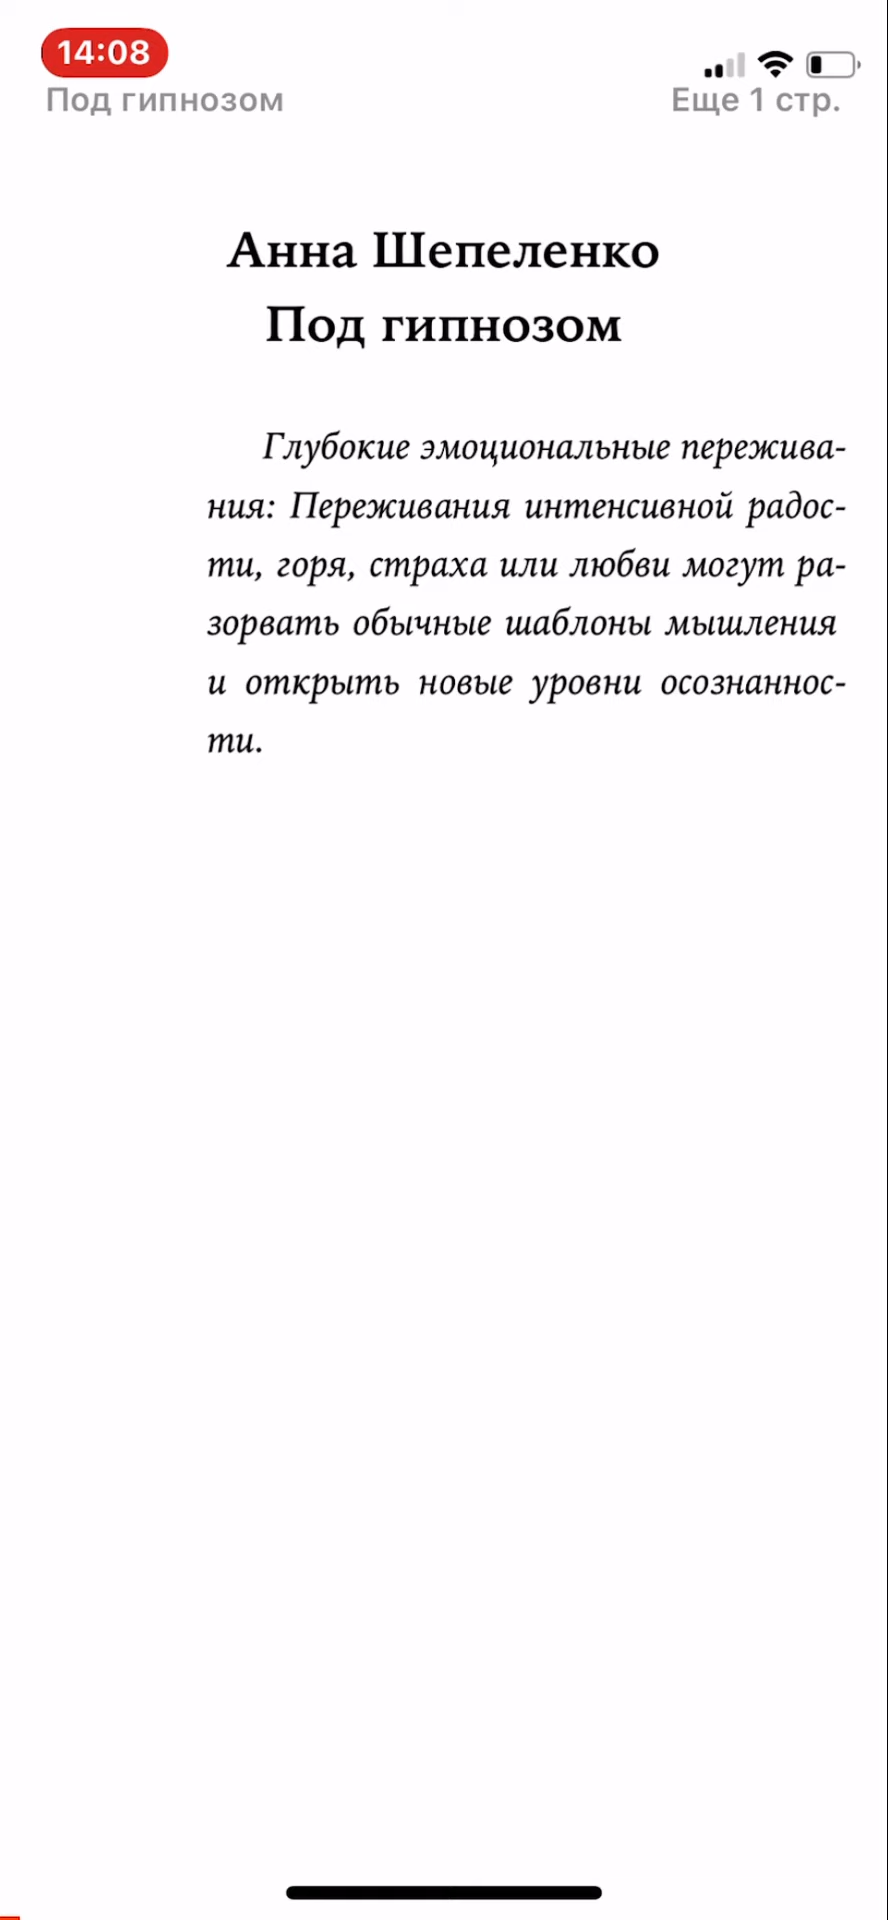 14:08
Под гипнозом
Еще 1 стр.
Анна Шепеленко
Под гипнозом
Глубокие эмоциональные пережива-
ния: Переживания интенсивной радос-
ти, горя, страха или любви могут ра-
зорвать обычные шаблоны мышления
и открыть новые уровни осознаннос-
ти.